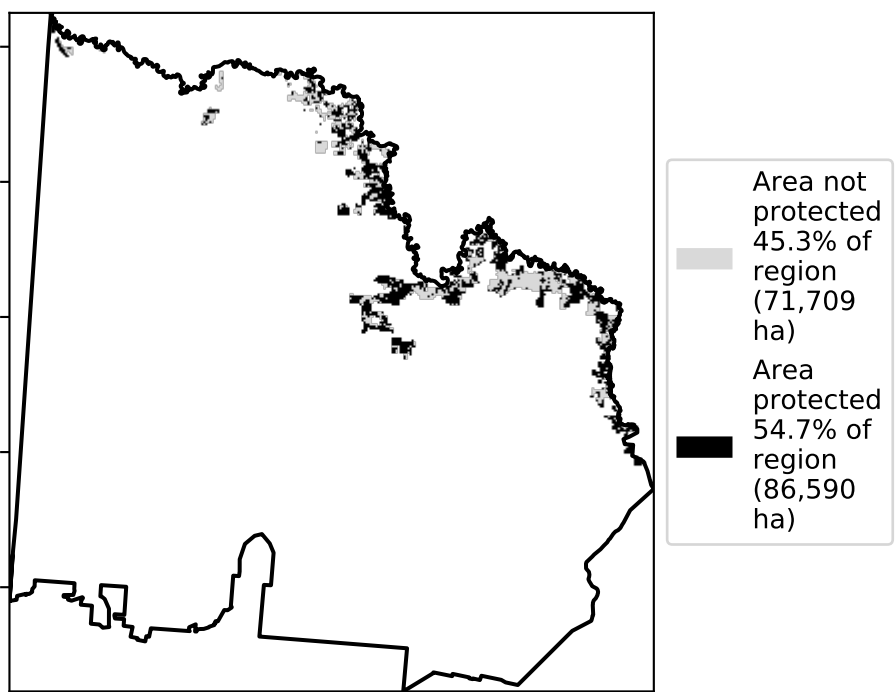 Area not
protected
45.3% of
region
(71,709
ha)
Area
protected
54.7% of
region
(86,590
ha)